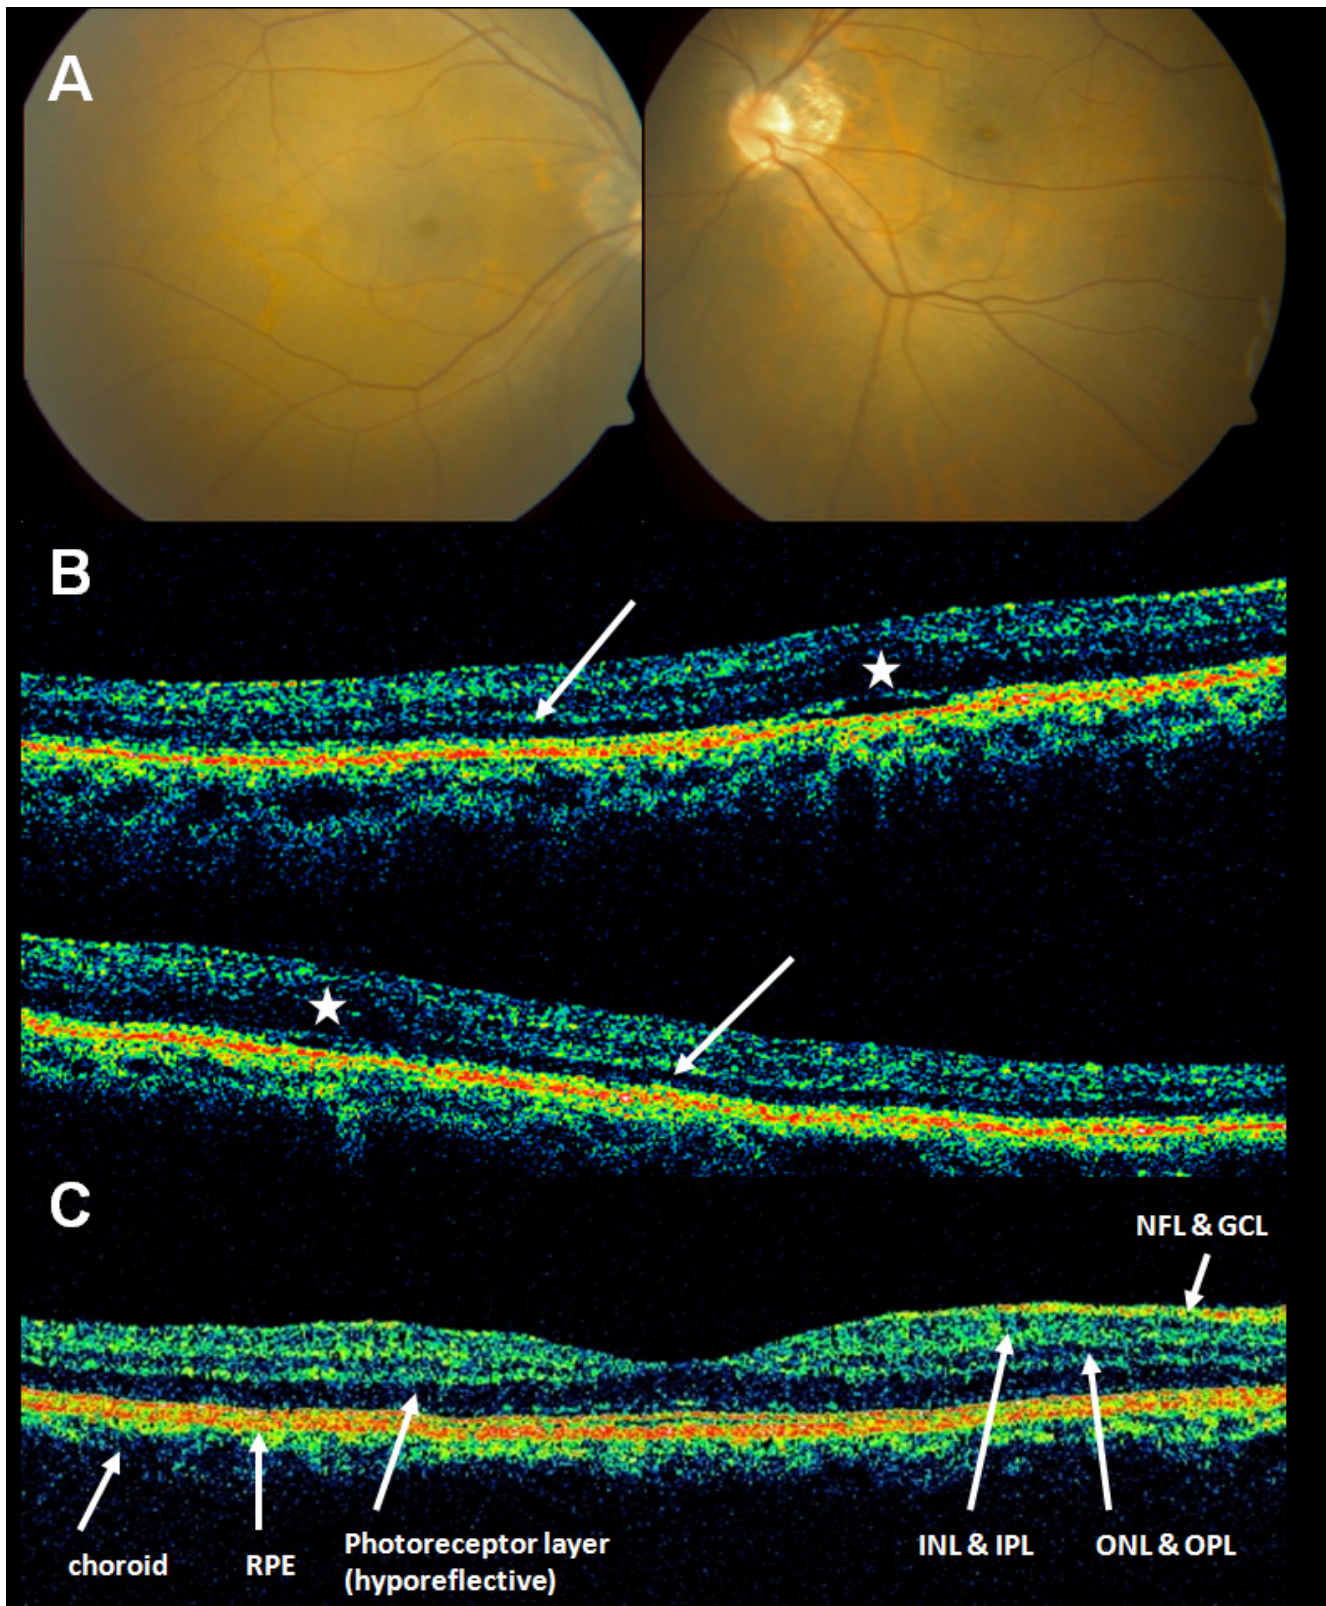 A
B
C
NFL & GCL
choroid
RPE
Photoreceptor layer
(hyporeflective)
INL & IPL
ONL & OPL